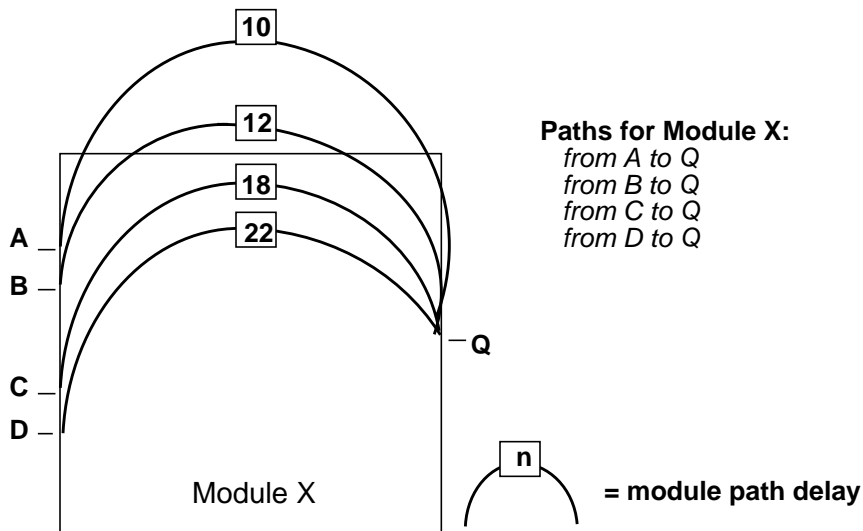 10
12
18
22
A
B
C
D
Q
Module X
Paths for Module X:
from A to Q
from B to Q
from C to Q
from D to Q
n
= module path delay